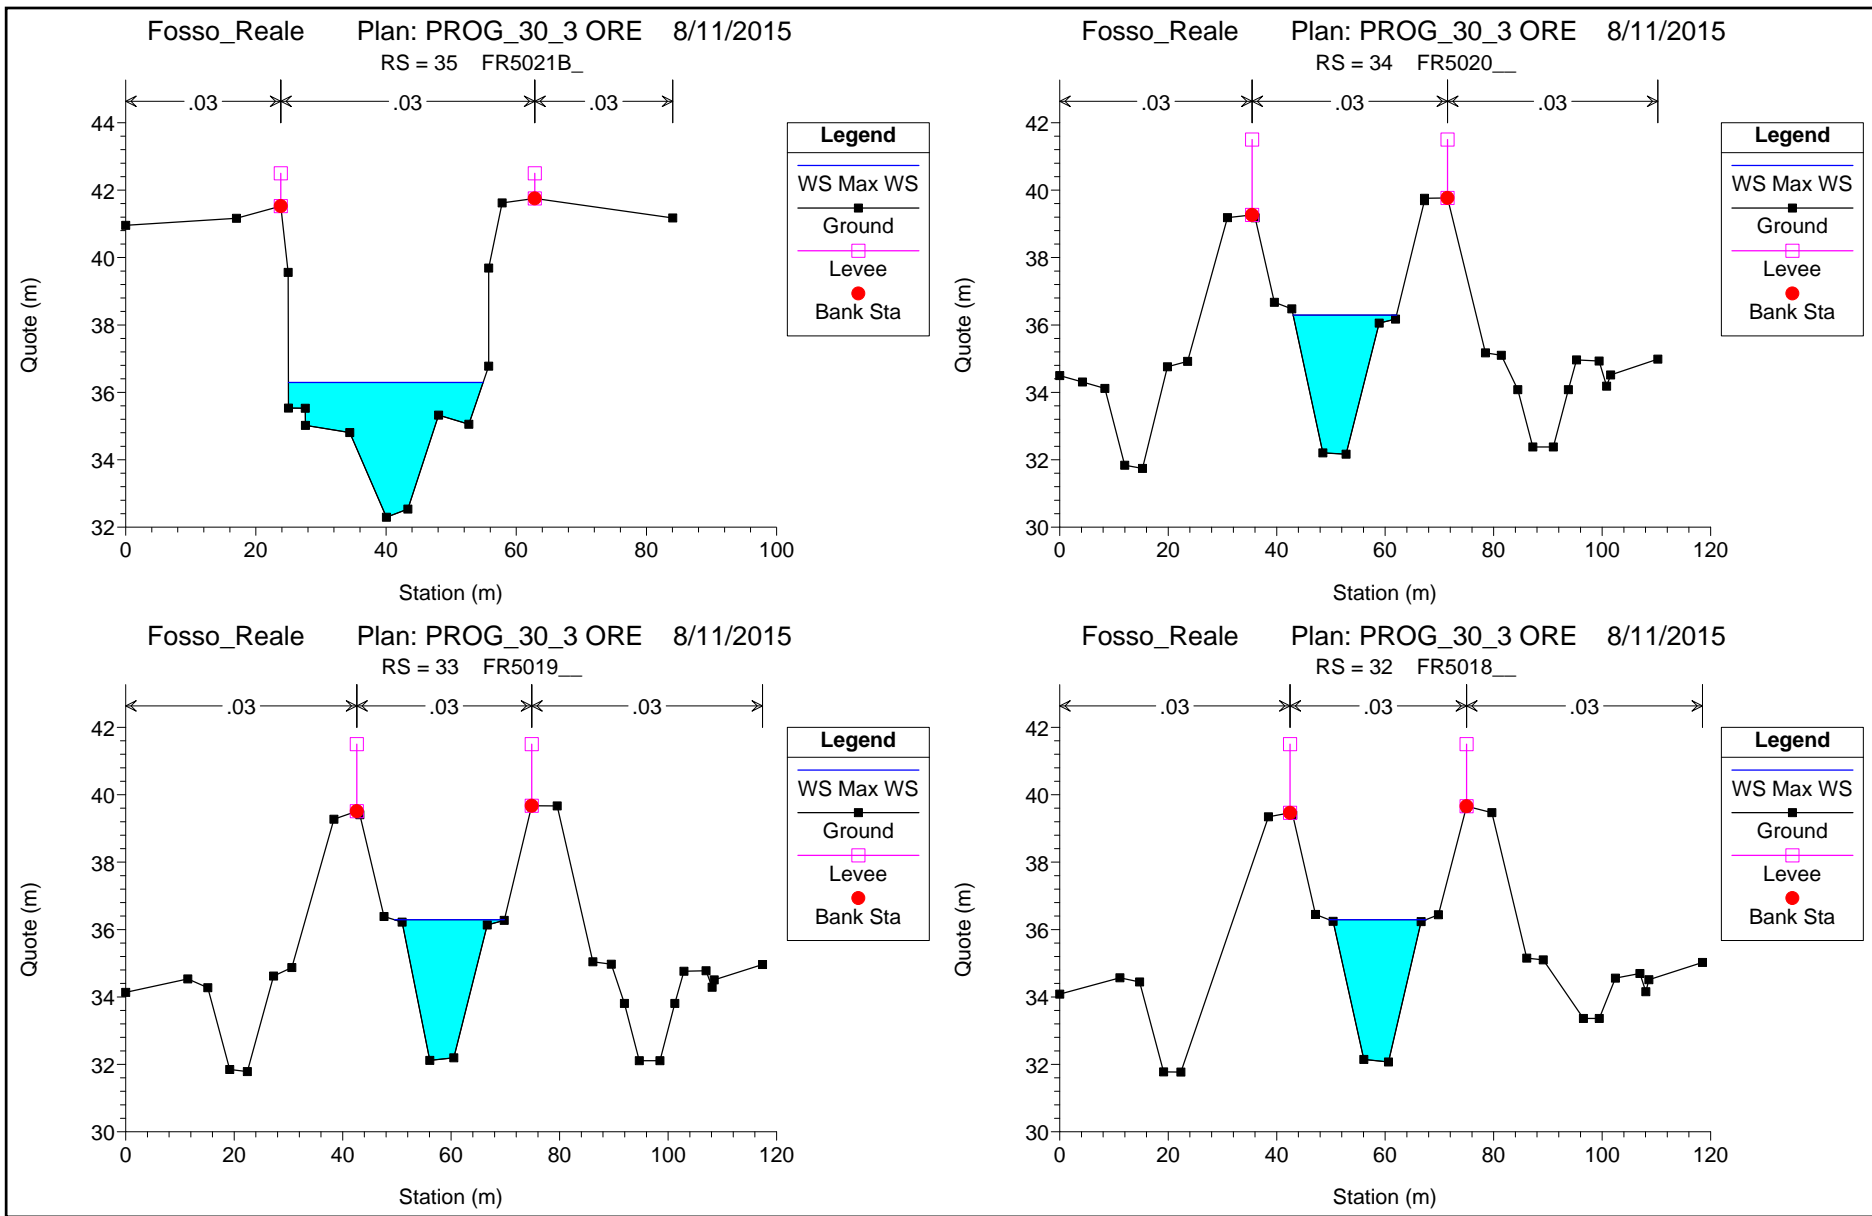 Fosso_Reale Plan: PROG_30_3 ORE 8/11/2015
RS = 35 FR5021B_
.03 .03 .03
44
42
40
38
36
34
32
0 20 40 60 80 100
Quote (m)
Station (m)
Legend
WS Max WS
Ground
Levee
Bank Sta
Fosso_Reale Plan: PROG_30_3 ORE 8/11/2015
RS = 34 FR5020__
.03 .03 .03
42
40
38
36
34
32
30
0 20 40 60 80 100 120
Quote (m)
Station (m)
Legend
WS Max WS
Ground
Levee
Bank Sta
Fosso_Reale Plan: PROG_30_3 ORE 8/11/2015
RS = 33 FR5019__
.03 .03 .03
42
40
38
36
34
32
30
0 20 40 60 80 100 120
Quote (m)
Station (m)
Legend
WS Max WS
Ground
Levee
Bank Sta
Fosso_Reale Plan: PROG_30_3 ORE 8/11/2015
RS = 32 FR5018__
.03 .03 .03
42
40
38
36
34
32
30
0 20 40 60 80 100 120
Quote (m)
Station (m)
Legend
WS Max WS
Ground
Levee
Bank Sta